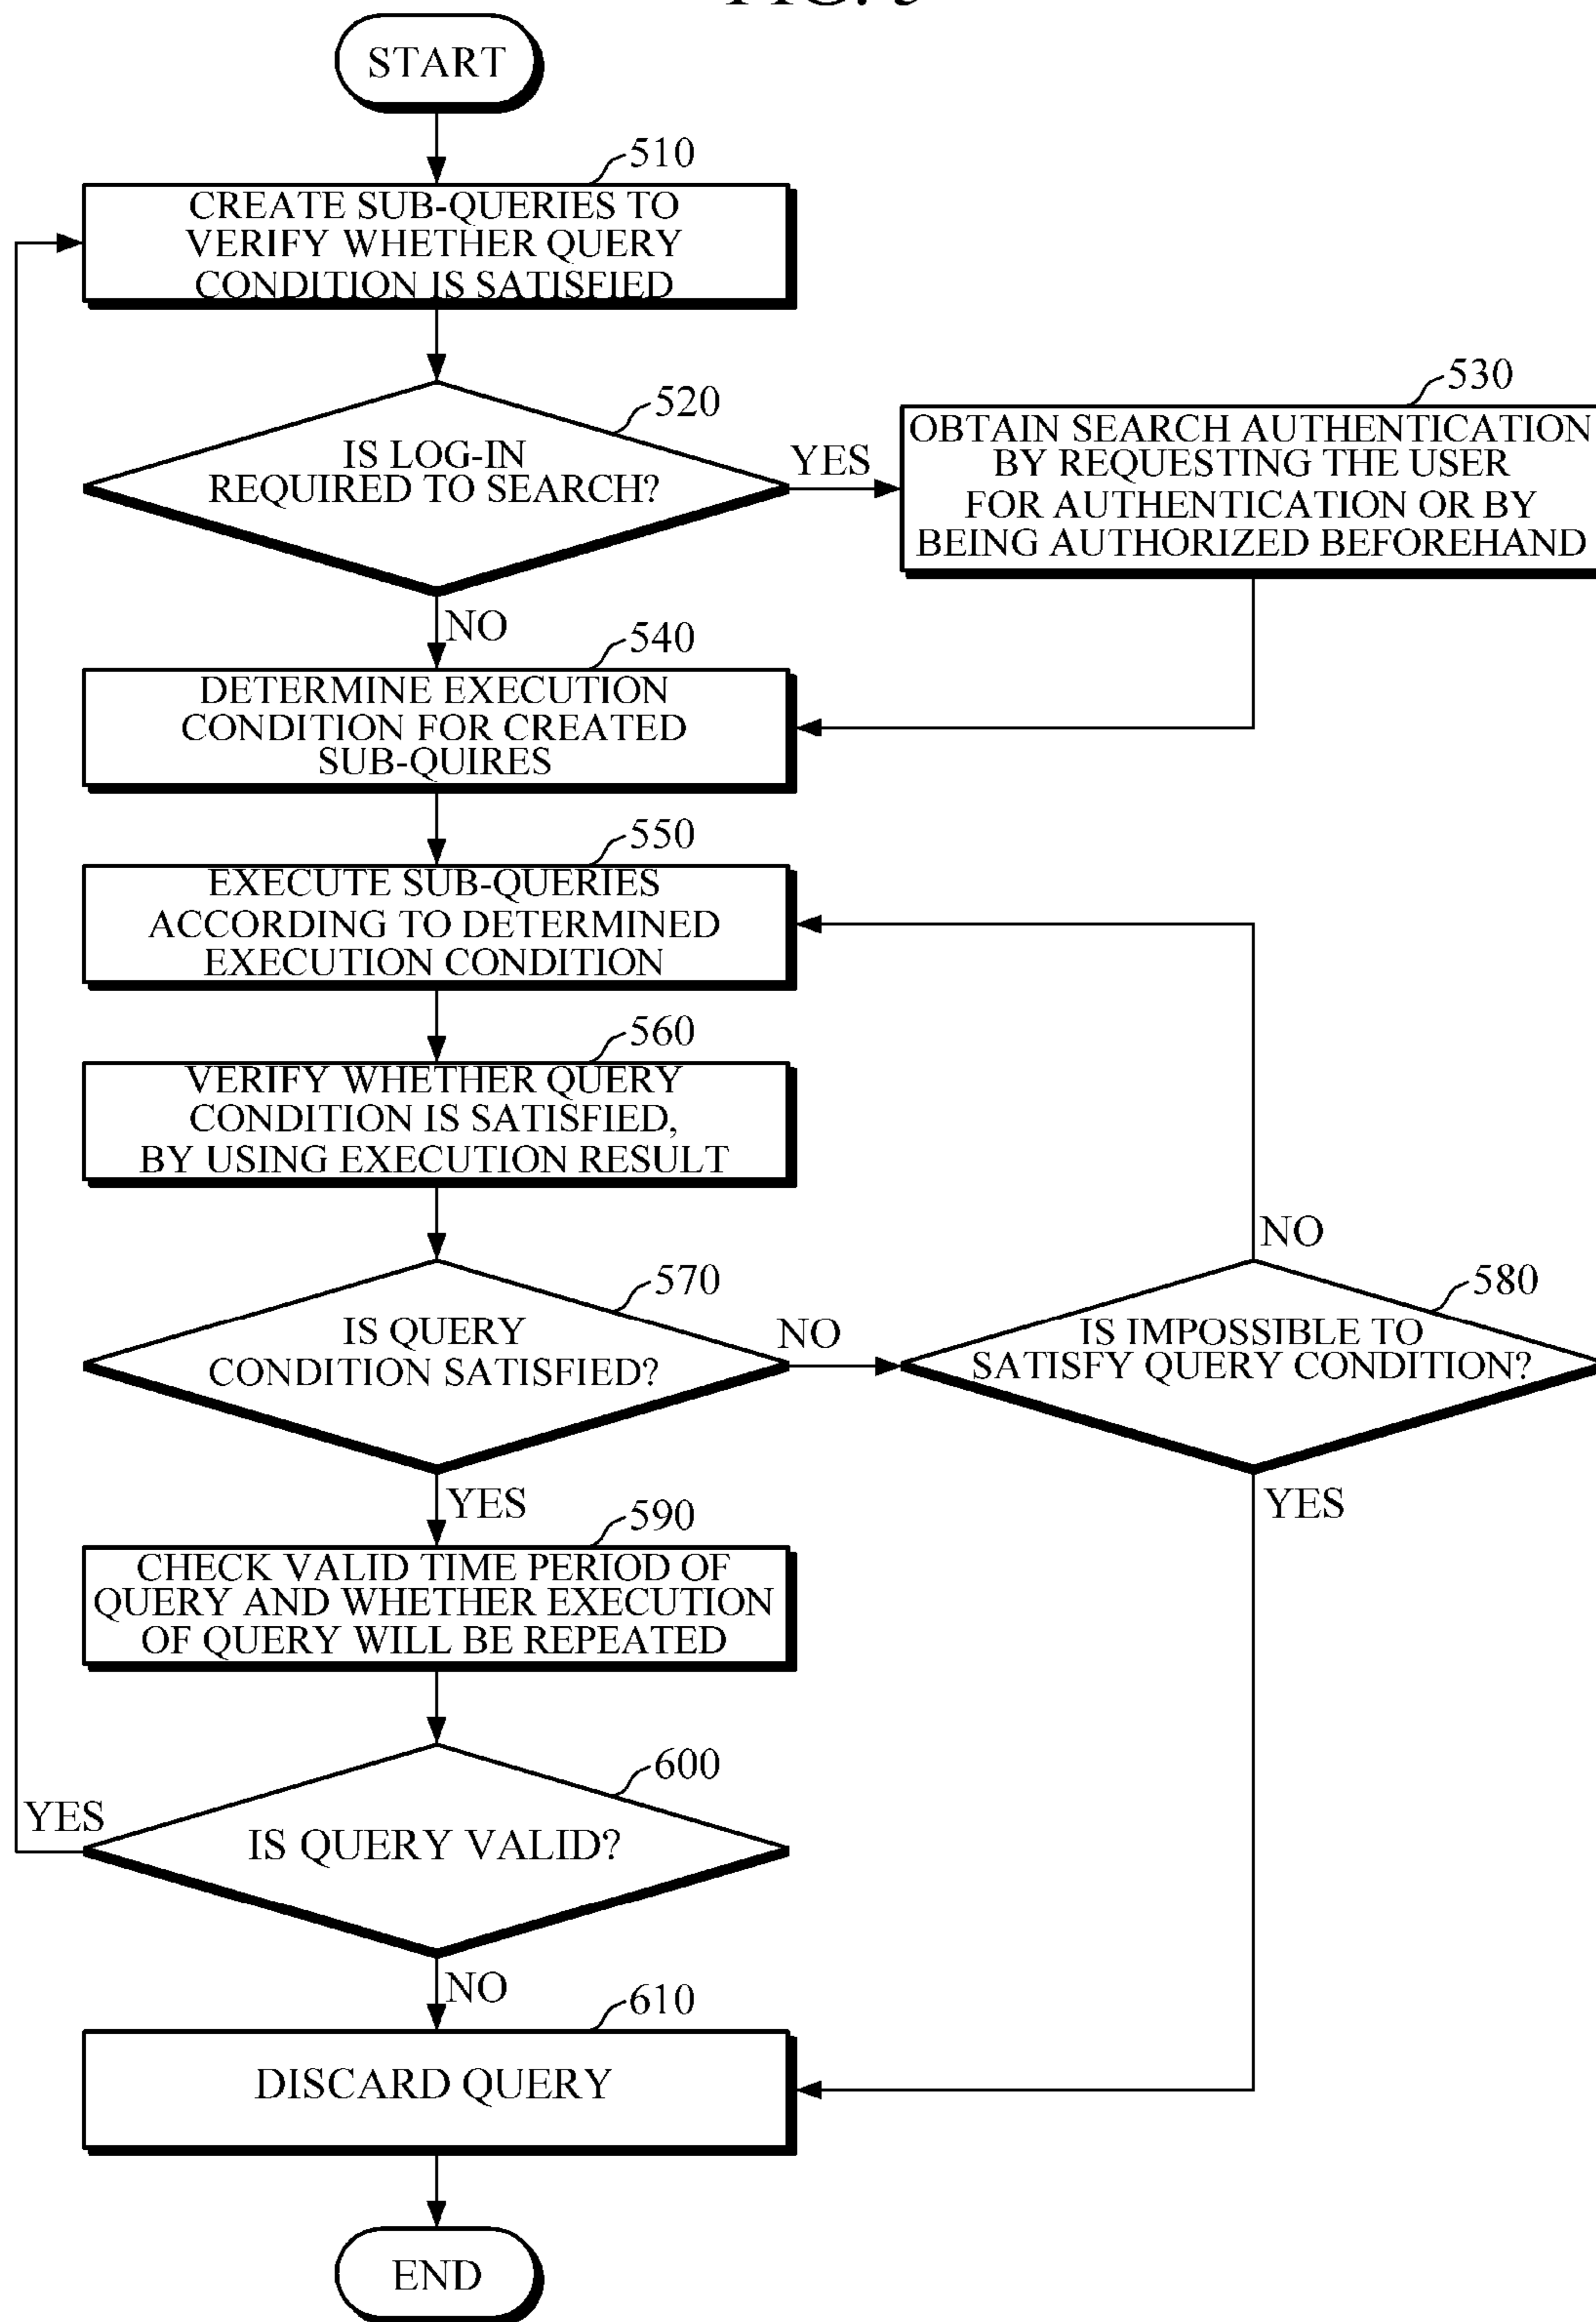 START
510
CREATE SUB-QUERIES TO
VERIFY WHETHER QUERY
CONDITION IS SATISFIED
520
IS LOG-IN
REQUIRED TO SEARCH?
YES
530
OBTAIN SEARCH AUTHENTICATION
BY REQUESTING THE USER
FOR AUTHENTICATION OR BY
BEING AUTHORIZED BEFOREHAND
NO
540
DETERMINE EXECUTION
CONDITION FOR CREATED
SUB-QUIRES
550
EXECUTE SUB-QUERIES
ACCORDING TO DETERMINED
EXECUTION CONDITION
560
VERIFY WHETHER QUERY
CONDITION IS SATISFIED,
BY USING EXECUTION RESULT
570
IS QUERY
CONDITION SATISFIED?
NO
NO
580
IS IMPOSSIBLE TO
SATISFY QUERY CONDITION?
YES
YES
590
CHECK VALID TIME PERIOD OF
QUERY AND WHETHER EXECUTION
OF QUERY WILL BE REPEATED
600
YES
IS QUERY VALID?
NO
610
DISCARD QUERY
END